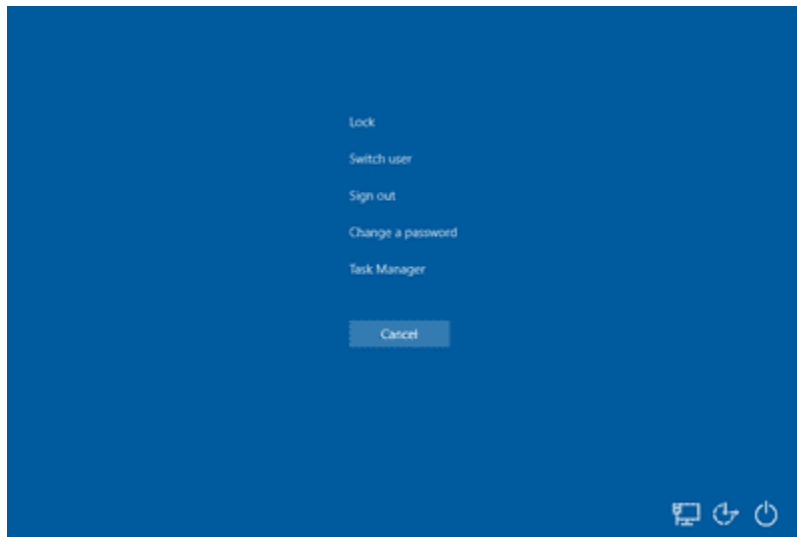 Lock
Switch user
Sign out
Change a password
Task Manager
Cancel